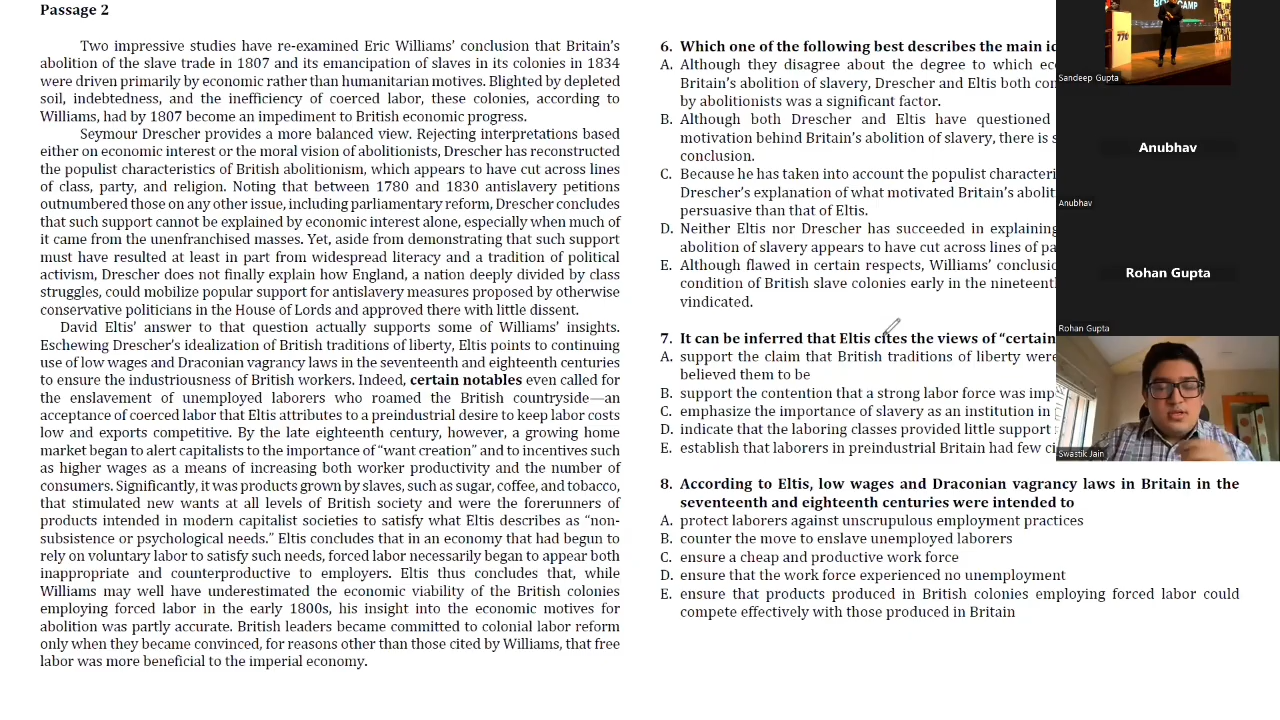 Passage 2
Two impressive studies have re-examined Eric Williams' conclusion that Britain's
abolition of the slave trade in 1807 and its emancipation of slaves in its colonies in 1834
were driven primarily by economic rather than humanitarian motives. Blighted by depleted
soil, indebtedness, and the inefficiency of coerced labor, these colonies, according to
Williams, had by 1807 become an impediment to British economic progress.
Seymour Drescher provides a more balanced view. Rejecting interpretations based
either on economic interest or the moral vision of abolitionists, Drescher has reconstructed
the populist characteristics of British abolitionism, which appears to have cut across lines
of class, party, and religion. Noting that between 1780 and 1830 antislavery petitions
outnumbered those on any other issue, including parliamentary reform, Drescher concludes
that such support cannot be explained by economic interest alone, especially when much of
it came from the unenfranchised masses. Yet, aside from demonstrating that such support
must have resulted at least in part from widespread literacy and a tradition of political
activism, Drescher does not finally explain how England, a nation deeply divided by class
struggles, could mobilize popular support for antislavery measures proposed by otherwise
conservative politicians in the House of Lords and approved there with little dissent.
David Eltis' answer to that question actually supports some of Williams' insights.
Eschewing Drescher's idealization of British traditions of liberty, Eltis points to continuing
use of low wages and Draconian vagrancy laws in the seventeenth and eighteenth centuries
to ensure the industriousness of British workers. Indeed, certain notables even called for
the enslavement of unemployed laborers who roamed the British countryside—an
acceptance of coerced labor that Eltis attributes to a preindustrial desire to keep labor costs
low and exports competitive. By the late eighteenth century, however, a growing home
market began to alert capitalists to the importance of "want creation" and to incentives such
as higher wages as a means of increasing both worker productivity and the number of
consumers. Significantly, it was products grown by slaves, such as sugar, coffee, and tobacco,
that stimulated new wants at all levels of British society and were the forerunners of
products intended in modern capitalist societies to satisfy what Eltis describes as "non-
subsistence or psychological needs." Eltis concludes that in an economy that had begun to
rely on voluntary labor to satisfy such needs, forced labor necessarily began to appear both
inappropriate and counterproductive to employers. Eltis thus concludes that, while
Williams may well have underestimated the economic viability of the British colonies
employing forced labor in the early 1800s, his insight into the economic motives for
abolition was partly accurate. British leaders became committed to colonial labor reform
only when they became convinced, for reasons other than those cited by Williams, that free
labor was more beneficial to the imperial economy.
6. Which one of the following best describes the main
A. Although they disagree about the degree to which
Britain's abolition of slavery, Drescher and Eltis both
by abolitionists was a significant factor.
B. Although both Drescher and Eltis have questioned
motivation behind Britain's abolition of slavery, there is
conclusion.
C. Because he has taken into account the populist
Drescher's explanation of what motivated Britain's
persuasive than that of Eltis.
D. Neither Eltis nor Drescher has succeeded in explaining
abolition of slavery appears to have cut across lines of
E. Although flawed in certain respects, Williams'
condition of British slave colonies early in the
vindicated.
7. It can be inferred that Eltis cites the views of "certain
A. support the claim that British traditions of liberty were
believed them to be
B. support the contention that a strong labor force was
C. emphasize the importance of slavery as an institution in
D. indicate that the laboring classes provided little support
E. establish that laborers in preindustrial Britain had few
8. According to Eltis, low wages and Draconian vagrancy laws in Britain in the
seventeenth and eighteenth centuries were intended to
A. protect laborers against unscrupulous employment practices
B. counter the move to enslave unemployed laborers
C. ensure a cheap and productive work force
D. ensure that the work force experienced no unemployment
E. ensure that products produced in British colonies employing forced labor could
compete effectively with those produced in Britain
770
Sandeep Gupta
Anubhav
Anubhav
Rohan Gupta
Rohan Gupta
Swastik Jain